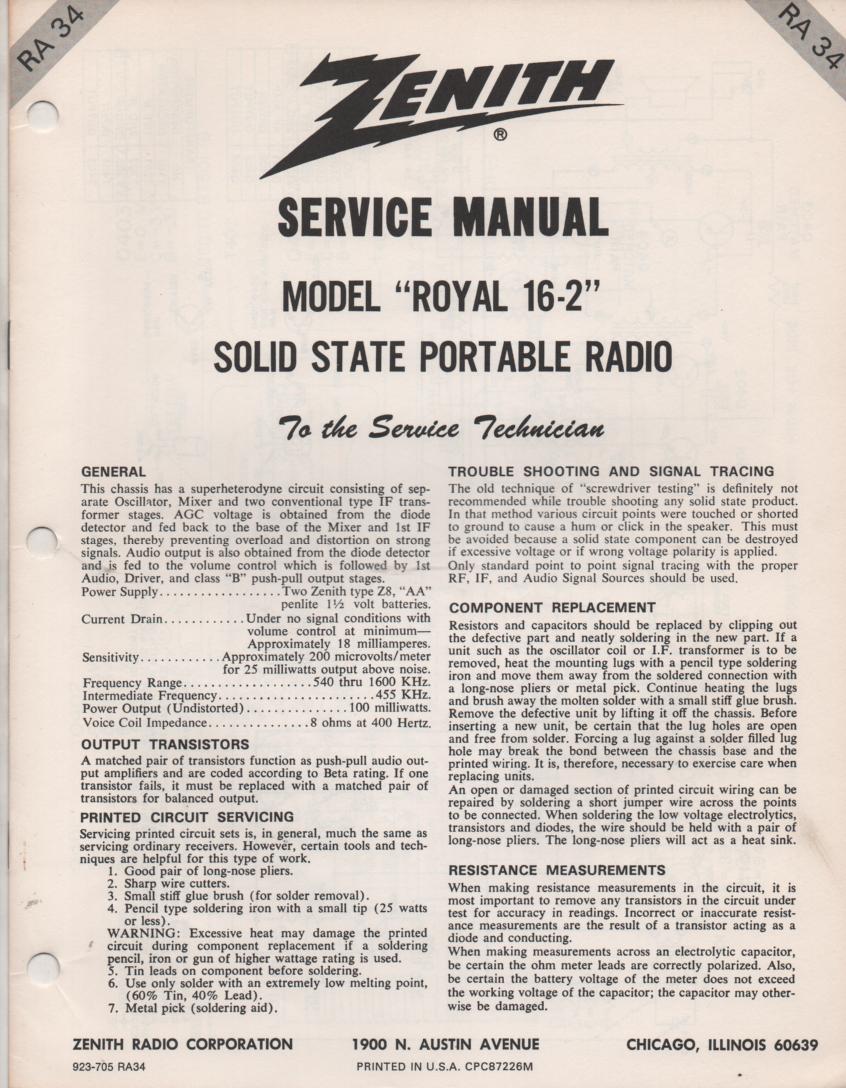 RA 34
RA 34
ZENITH
®
SERVICE MANUAL
MODEL “ROYAL 16-2”
SOLID STATE PORTABLE RADIO
To the Service Technician
GENERAL
This chassis has a superheterodyne circuit consisting of sep-
arate Oscillator, Mixer and two conventional type IF trans-
former stages. AGC voltage is obtained from the diode
detector and fed back to the base of the Mixer and 1st IF
stages, thereby preventing overload and distortion on strong
signals. Audio output is also obtained from the diode detector
and is fed to the volume control which is followed by 1st
Audio, Driver, and class “B” push-pull output stages.
Power Supply.................Two Zenith type Z8, “AA”
penlite 1½ volt batteries.
Current Drain............Under no signal conditions with
volume control at minimum—
Approximately 18 milliamperes.
Sensitivity............Approximately 200 microvolts/meter
for 25 milliwatts output above noise.
Frequency Range...................540 thru 1600 KHz.
Intermediate Frequency.......................455 KHz.
Power Output (Undistorted)...............100 milliwatts.
Voice Coil Impedance...............8 ohms at 400 Hertz.
OUTPUT TRANSISTORS
A matched pair of transistors function as push-pull audio out-
put amplifiers and are coded according to Beta rating. If one
transistor fails, it must be replaced with a matched pair of
transistors for balanced output.
PRINTED CIRCUIT SERVICING
Servicing printed circuit sets is, in general, much the same as
servicing ordinary receivers. However, certain tools and tech-
niques are helpful for this type of work.
1. Good pair of long-nose pliers.
2. Sharp wire cutters.
3. Small stiff glue brush (for solder removal).
4. Pencil type soldering iron with a small tip (25 watts
or less).
WARNING: Excessive heat may damage the printed
circuit during component replacement if a soldering
pencil, iron or gun of higher wattage rating is used.
5. Tin leads on component before soldering.
6. Use only solder with an extremely low melting point,
(60% Tin, 40% Lead).
7. Metal pick (soldering aid).
TROUBLE SHOOTING AND SIGNAL TRACING
The old technique of “screwdriver testing” is definitely not
recommended while trouble shooting any solid state product.
In that method various circuit points were touched or shorted
to ground to cause a hum or click in the speaker. This must
be avoided because a solid state component can be destroyed
if excessive voltage or if wrong voltage polarity is applied.
Only standard point to point signal tracing with the proper
RF, IF, and Audio Signal Sources should be used.
COMPONENT REPLACEMENT
Resistors and capacitors should be replaced by clipping out
the defective part and neatly soldering in the new part. If a
unit such as the oscillator coil or I.F. transformer is to be
removed, heat the mounting lugs with a pencil type soldering
iron and move them away from the soldered connection with
a long-nose pliers or metal pick. Continue heating the lugs
and brush away the molten solder with a small stiff glue brush.
Remove the defective unit by lifting it off the chassis. Before
inserting a new unit, be certain that the lug holes are open
and free from solder. Forcing a lug against a solder filled lug
hole may break the bond between the chassis base and the
printed wiring. It is, therefore, necessary to exercise care when
replacing units.
An open or damaged section of printed circuit wiring can be
repaired by soldering a short jumper wire across the points
to be connected. When soldering the low voltage electrolytics,
transistors and diodes, the wire should be held with a pair of
long-nose pliers. The long-nose pliers will act as a heat sink.
RESISTANCE MEASUREMENTS
When making resistance measurements in the circuit, it is
most important to remove any transistors in the circuit under
test for accuracy in readings. Incorrect or inaccurate resist-
ance measurements are the result of a transistor acting as a
diode and conducting.
When making measurements across an electrolytic capacitor,
be certain the ohm meter leads are correctly polarized. Also,
be certain the battery voltage of the meter does not exceed
the working voltage of the capacitor; the capacitor may other-
wise be damaged.
ZENITH RADIO CORPORATION 1900 N. AUSTIN AVENUE CHICAGO, ILLINOIS 60639
923-705 RA34 PRINTED IN U.S.A. CPC87226M